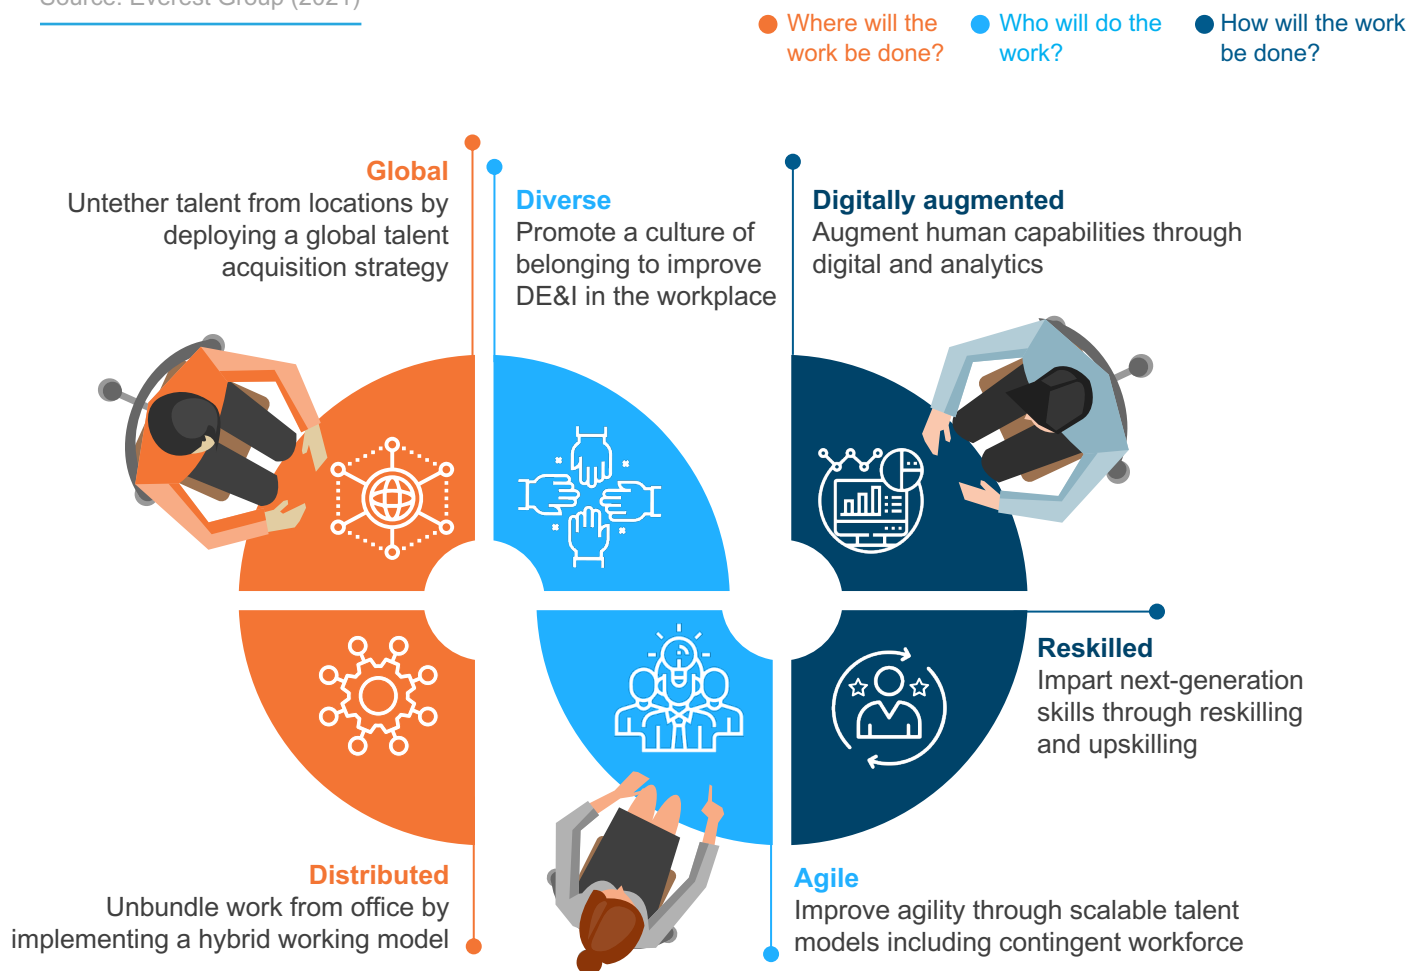 Source: Everest Group (2021)
Where will the
work be done?
Who will do the
work?
How will the work
be done?
Global
Untether talent from locations by
deploying a global talent
acquisition strategy
Diverse
Promote a culture of
belonging to improve
DE&I in the workplace
Digitally augmented
Augment human capabilities through
digital and analytics
Reskilled
Impart next-generation
skills through reskilling
and upskilling
Distributed
Unbundle work from office by
implementing a hybrid working model
Agile
Improve agility through scalable talent
models including contingent workforce